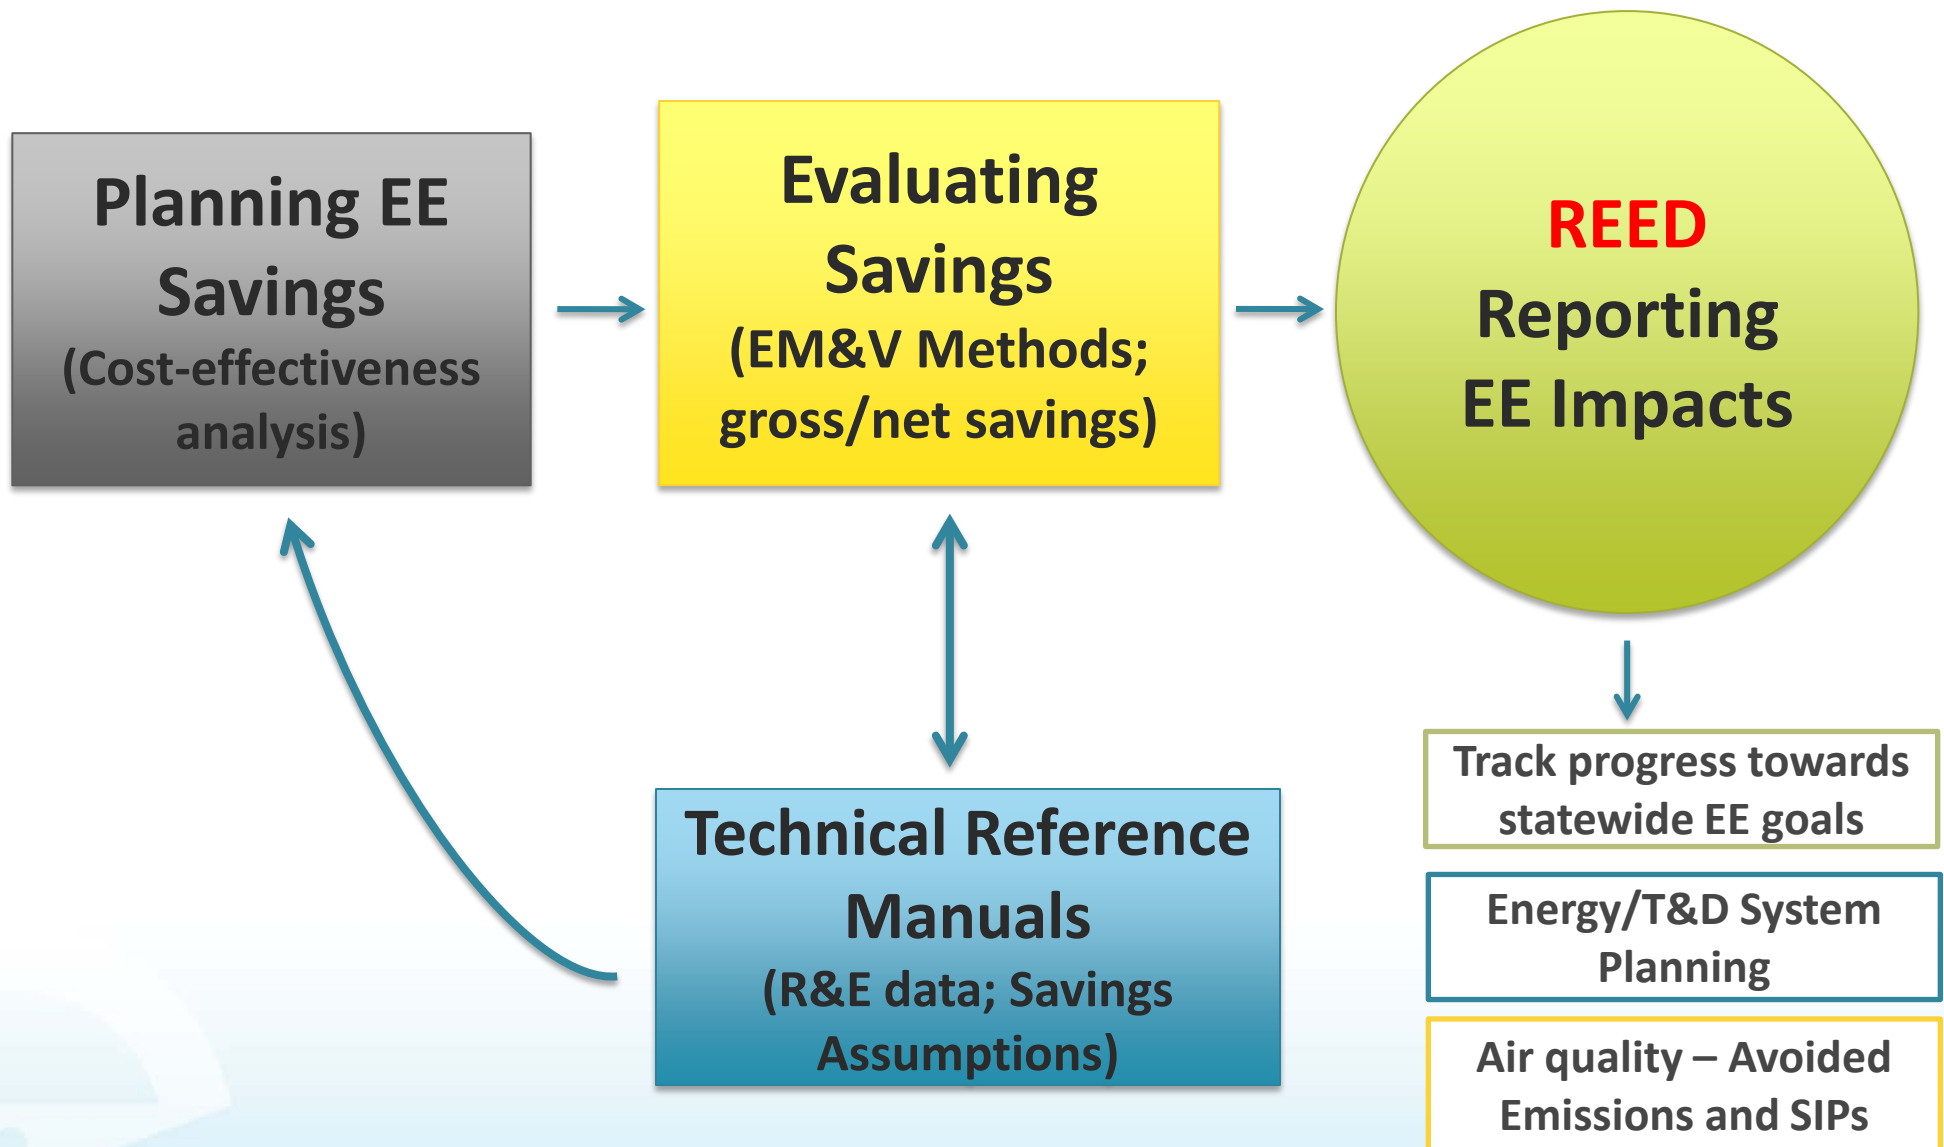 Planning EE
Savings
(Cost-effectiveness
analysis)
Evaluating
Savings
(EM&V Methods;
gross/net savings)
REED
Reporting
EE Impacts
Technical Reference
Manuals
(R&E data; Savings
Assumptions)
Track progress towards
statewide EE goals
Energy/T&D System
Planning
Air quality – Avoided
Emissions and SIPs